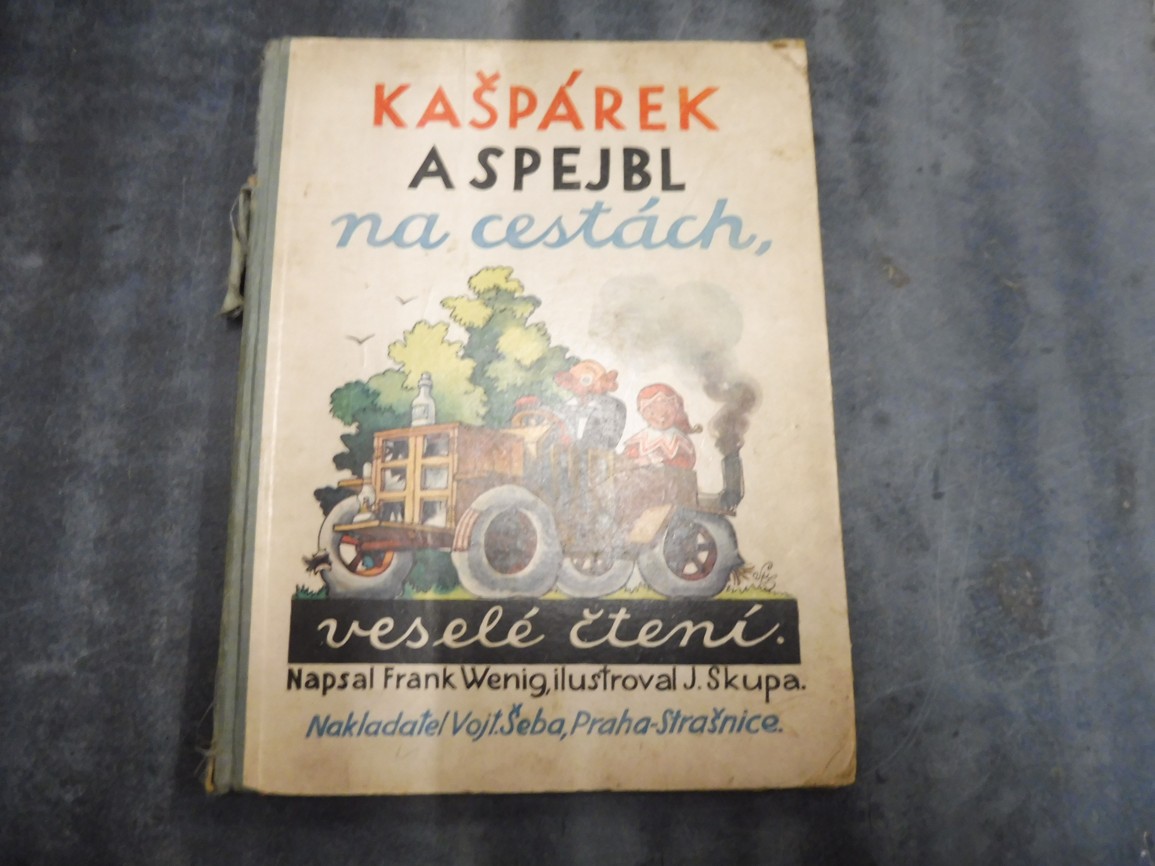 KAŠPÁREK
A SPEJBL
na cestách,
veselé čtení.
Napsal Frank Wenig, ilustroval J. Skupa.
Nakladatel Vojt. Šeba, Praha-Strašnice.